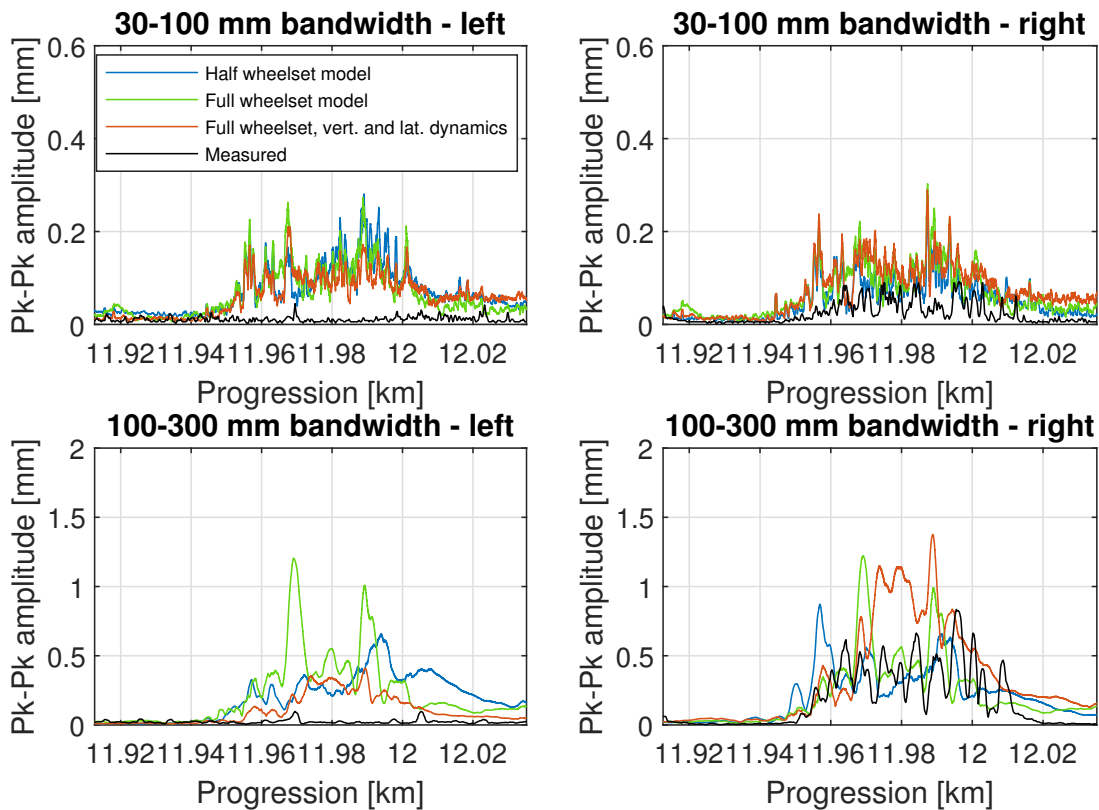 30-100 mm bandwidth - left
Pk-Pk amplitude [mm]
0.6
0.4
0.2
0
Half wheelset model
Full wheelset model
Full wheelset, vert. and lat. dynamics
Measured
11.92 11.94 11.96 11.98 12 12.02
Progression [km]
30-100 mm bandwidth - right
Pk-Pk amplitude [mm]
0.6
0.4
0.2
0
11.92 11.94 11.96 11.98 12 12.02
Progression [km]
100-300 mm bandwidth - left
Pk-Pk amplitude [mm]
2
1.5
1
0.5
0
11.92 11.94 11.96 11.98 12 12.02
Progression [km]
100-300 mm bandwidth - right
Pk-Pk amplitude [mm]
2
1.5
1
0.5
0
11.92 11.94 11.96 11.98 12 12.02
Progression [km]